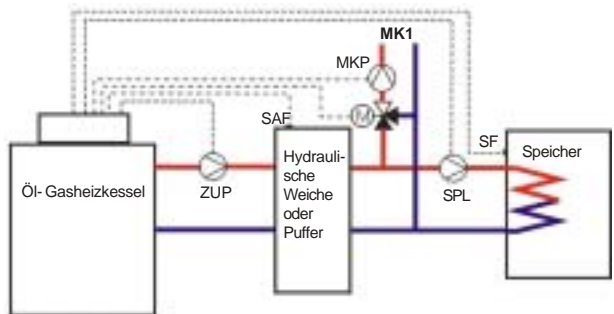 MK1
MKP
SAF
M
SF
Speicher
Öl- Gasheizkessel
ZUP
Hydrauli-
sche
Weiche
oder
Puffer
SPL